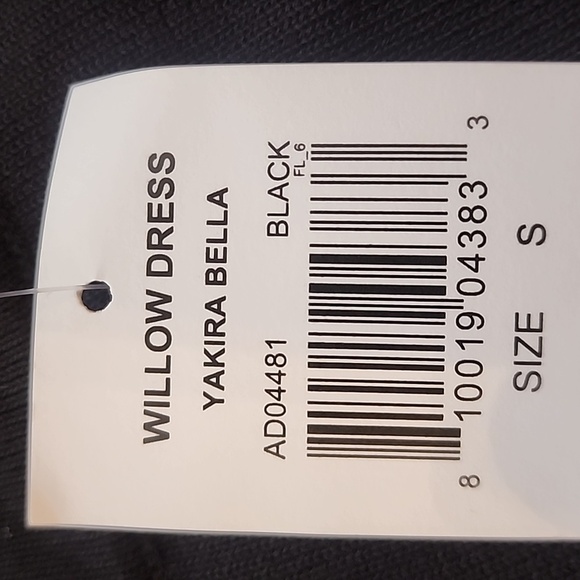 WILLOW DRESS
YAKIRA BELLA
AD04481 BLACK
FL_6
8 10019 04383 3
SIZE S